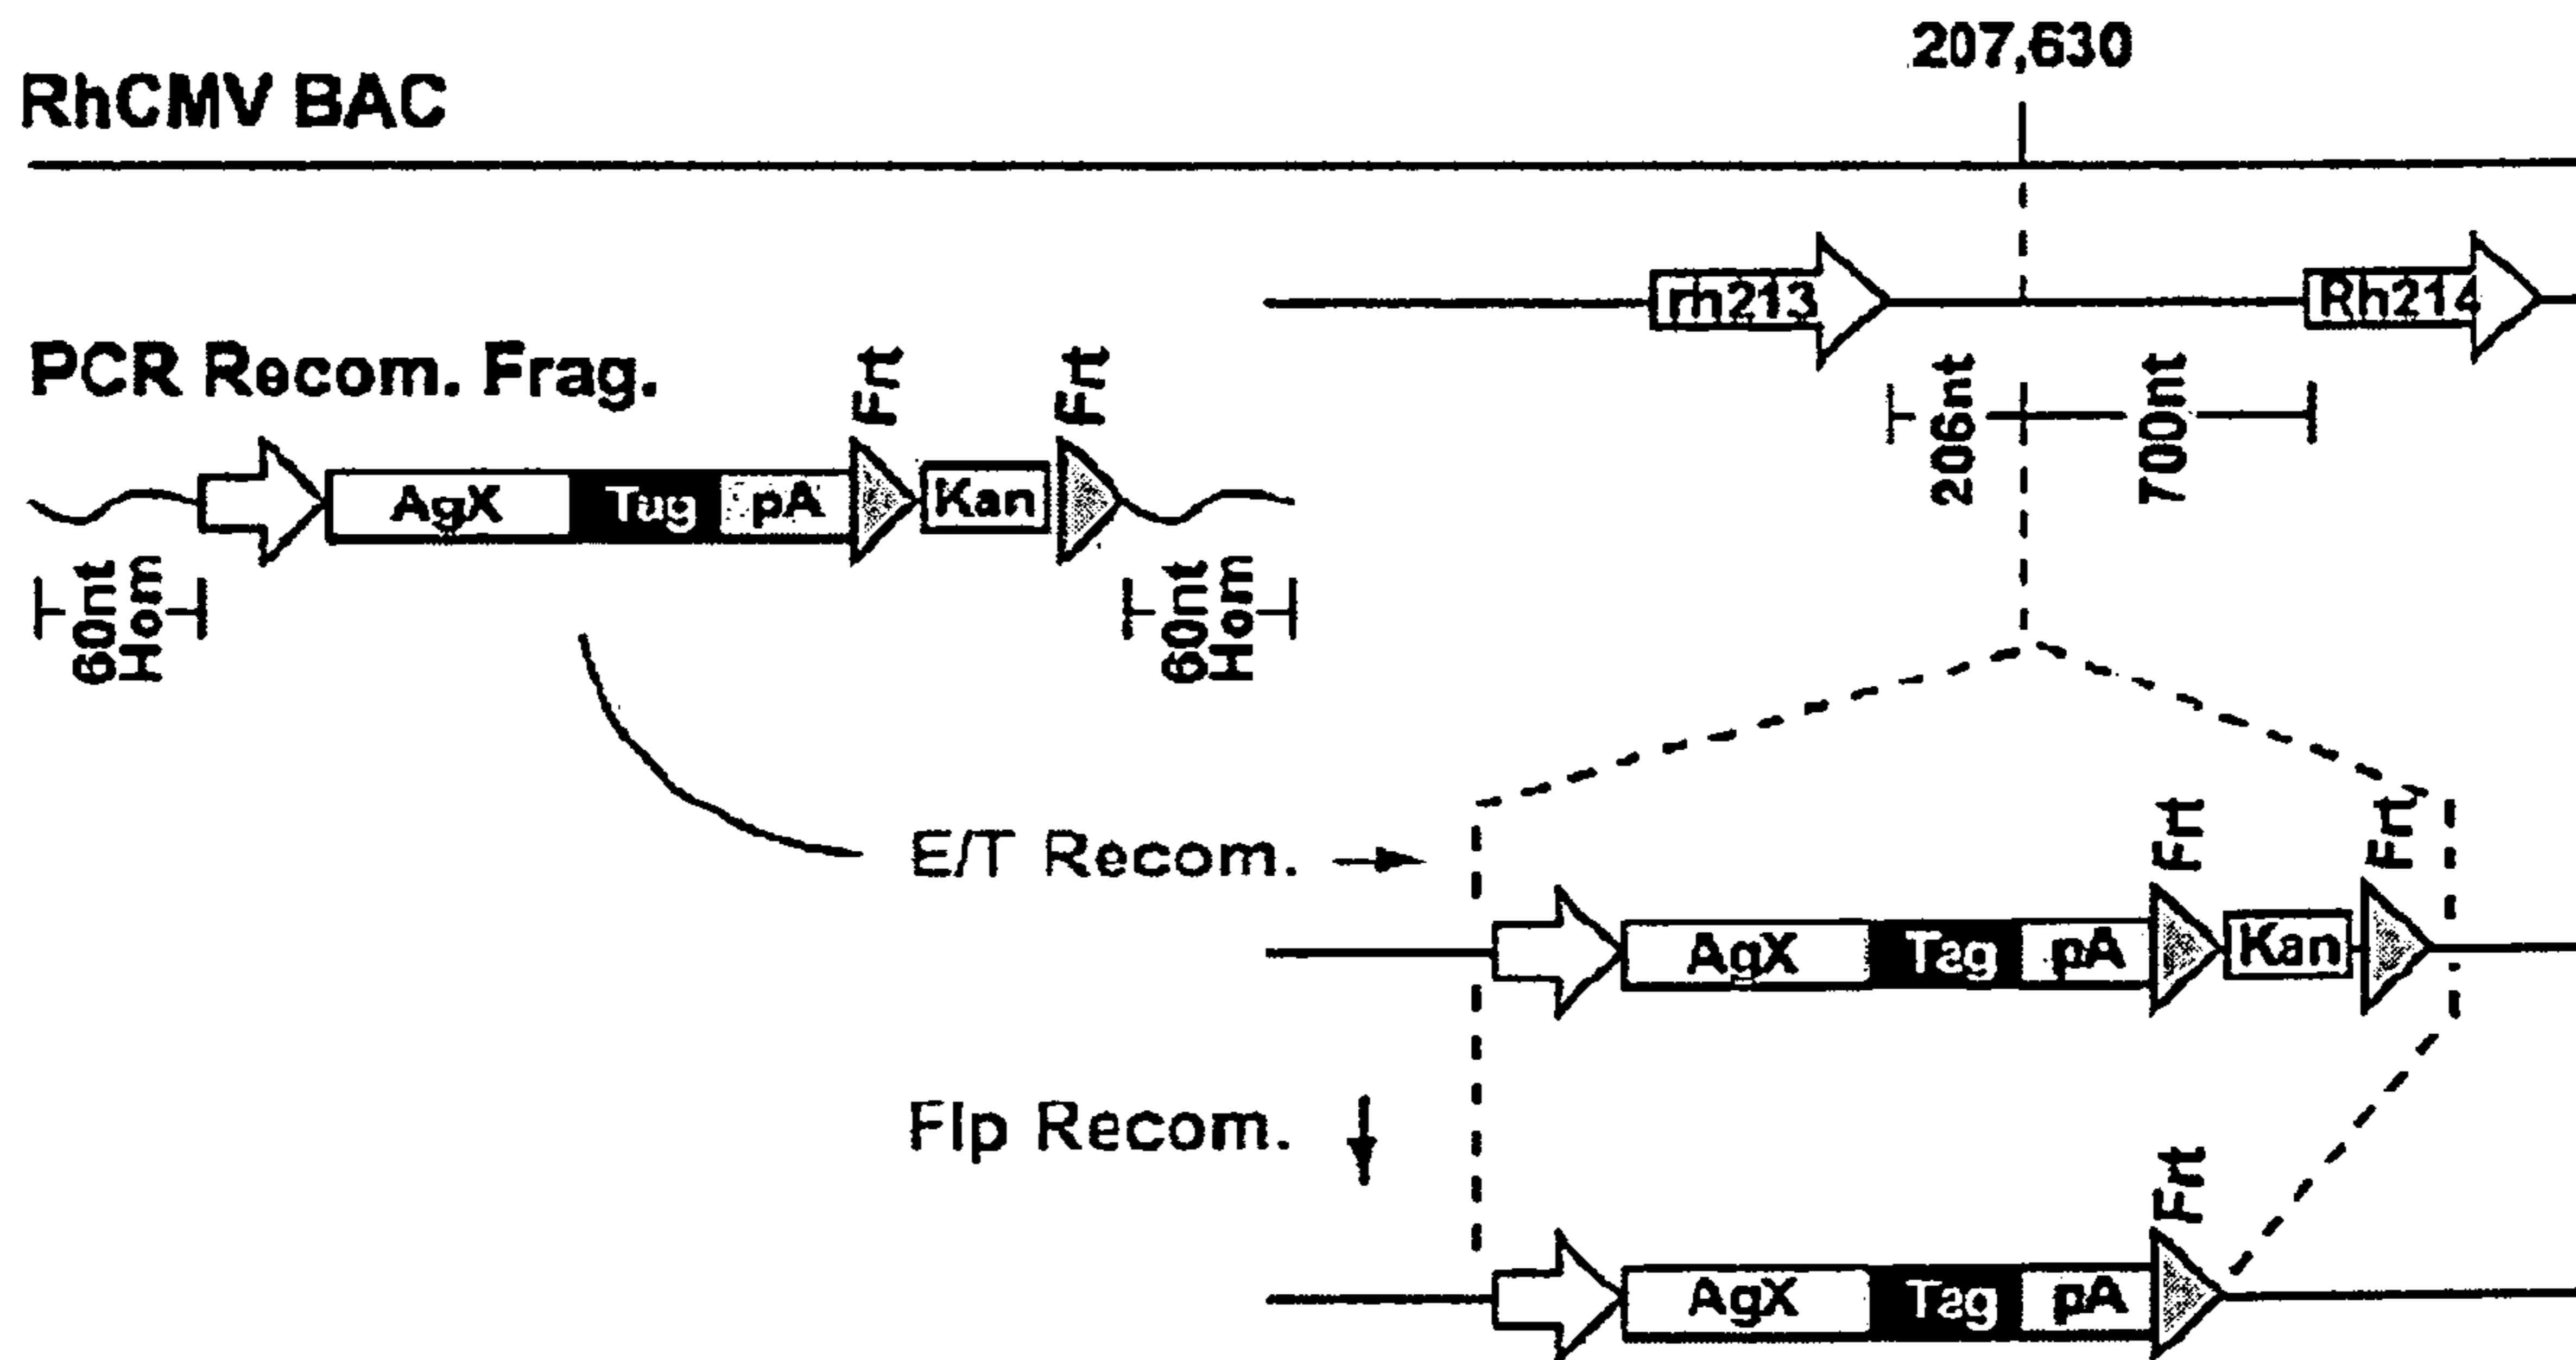 207,630
RhCMV BAC
rh213
Rh214
PCR Recom. Frag.
Frt
Frt
206nt
700nt
AgX
Tag
pA
Kan
60nt
Hom
60nt
Hom
E/T Recom.
Frt
Frt
AgX
Tag
pA
Kan
Flp Recom.
Frt
AgX
Tag
pA